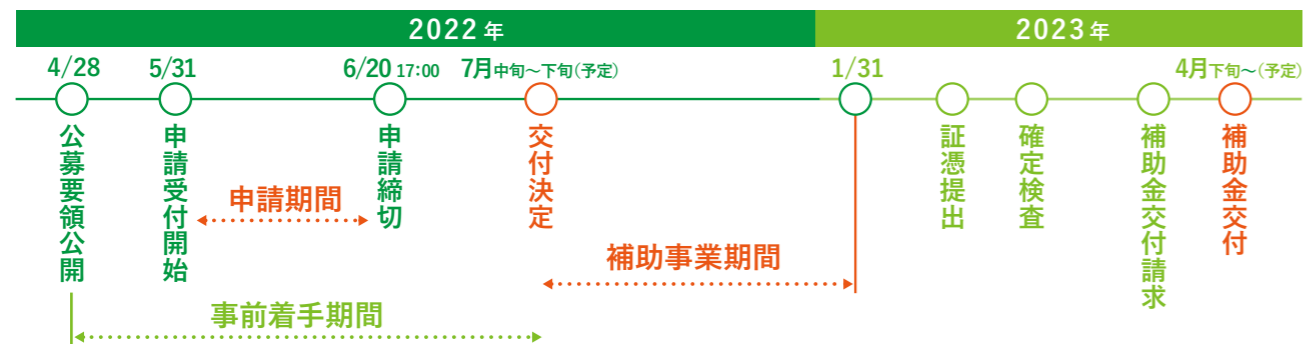 2022年
2023年
4/28
5/31
6/20 17:00
7月中旬～下旬(予定)
1/31
4月下旬～(予定)
公募要領公開
申請受付開始
申請締切
交付決定
証憑提出
確定検査
補助金交付請求
補助金交付
申請期間
補助事業期間
事前着手期間